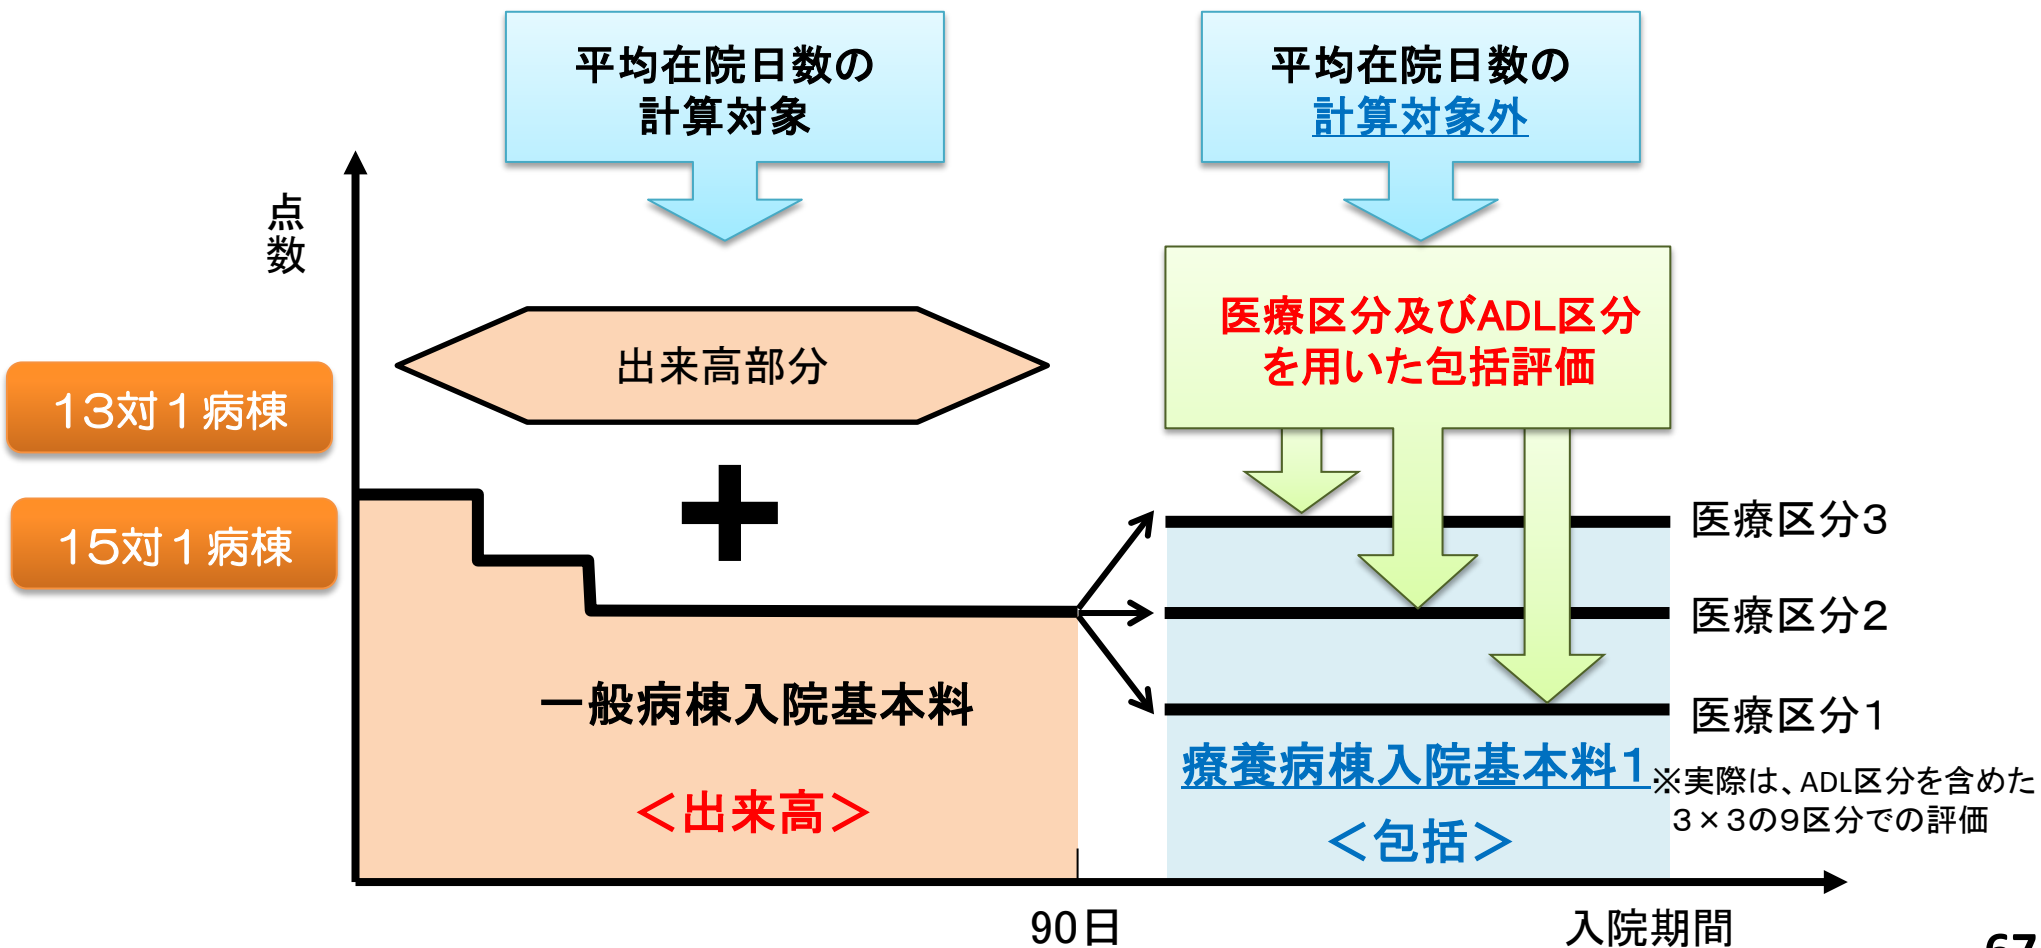 平均在院日数の
計算対象
平均在院日数の
計算対象外
点数
医療区分及びADL区分
を用いた包括評価
出来高部分
13対1病棟
15対1病棟
＋
医療区分3
医療区分2
医療区分1
一般病棟入院基本料
＜出来高＞
療養病棟入院基本料1
＜包括＞
※実際は、ADL区分を含めた
3×3の9区分での評価
90日
入院期間
67